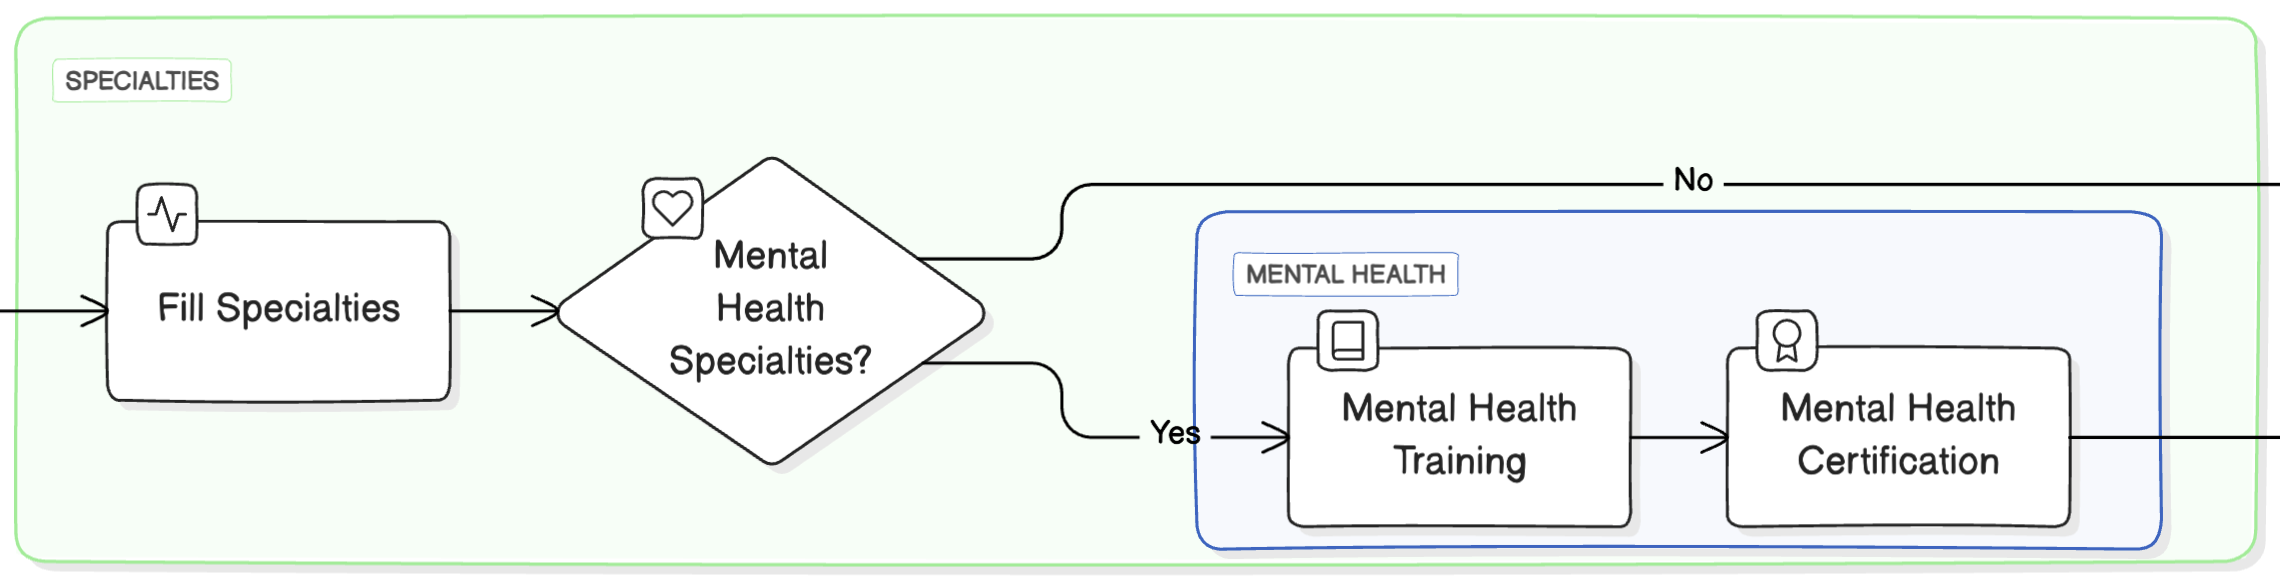 SPECIALTIES
Fill Specialties
Mental
Health
Specialties?
No
Yes
MENTAL HEALTH
Mental Health
Training
Mental Health
Certification